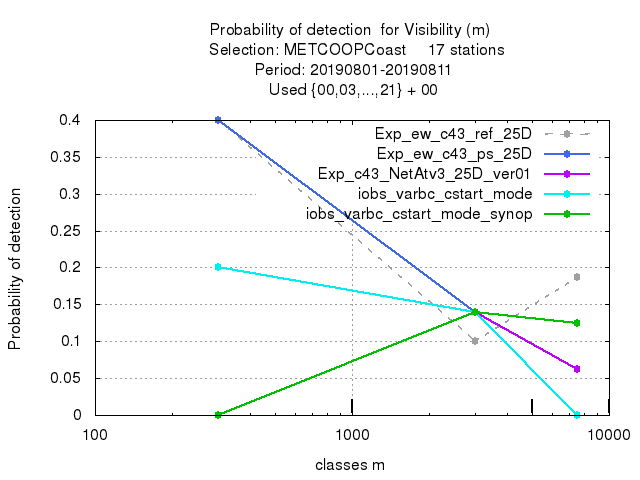 Probability of detection for Visibility (m)
Selection: METCOOPCoast 17 stations
Period: 20190801-20190811
Used {00,03,...,21} + 00
0.4
0.35
0.3
0.25
0.2
0.15
0.1
0.05
0
Probability of detection
Exp_ew_c43_ref_25D
Exp_ew_c43_ps_25D
Exp_c43_NetAtv3_25D_ver01
iobs_varbc_cstart_mode
iobs_varbc_cstart_mode_synop
100 1000 10000
classes m